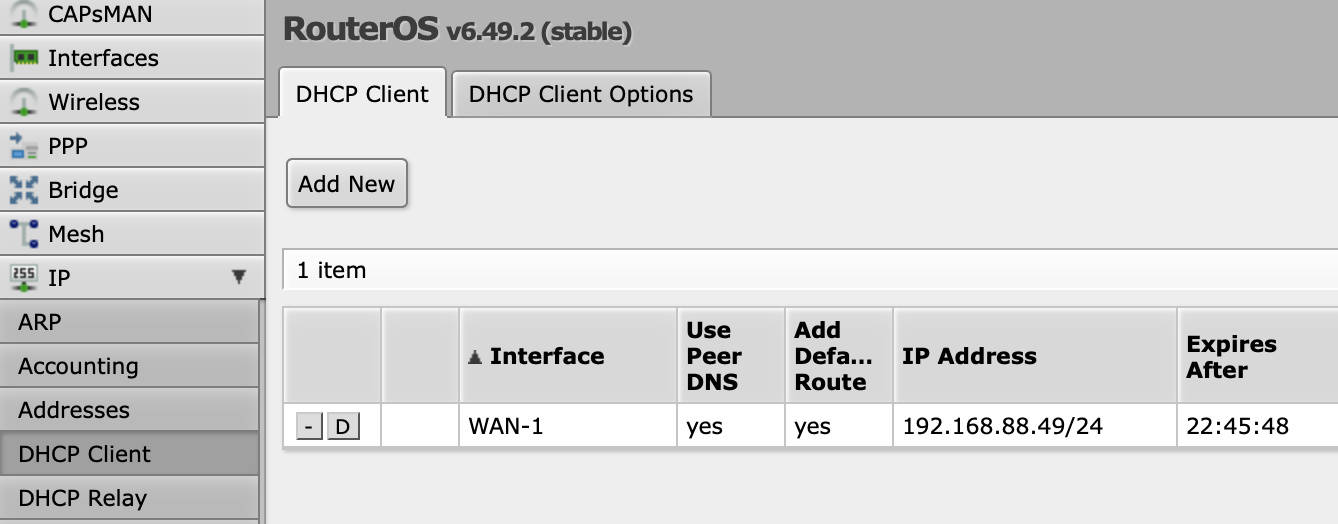 CAPsMAN
Interfaces
Wireless
PPP
Bridge
Mesh
255 IP ▼
ARP
Accounting
Addresses
DHCP Client
DHCP Relay
RouterOS v6.49.2 (stable)
DHCP Client DHCP Client Options
Add New
1 item
▲ Interface
Use
Peer
DNS
Add
Defa...
Route
IP Address
Expires
After
- D WAN-1 yes yes 192.168.88.49/24 22:45:48